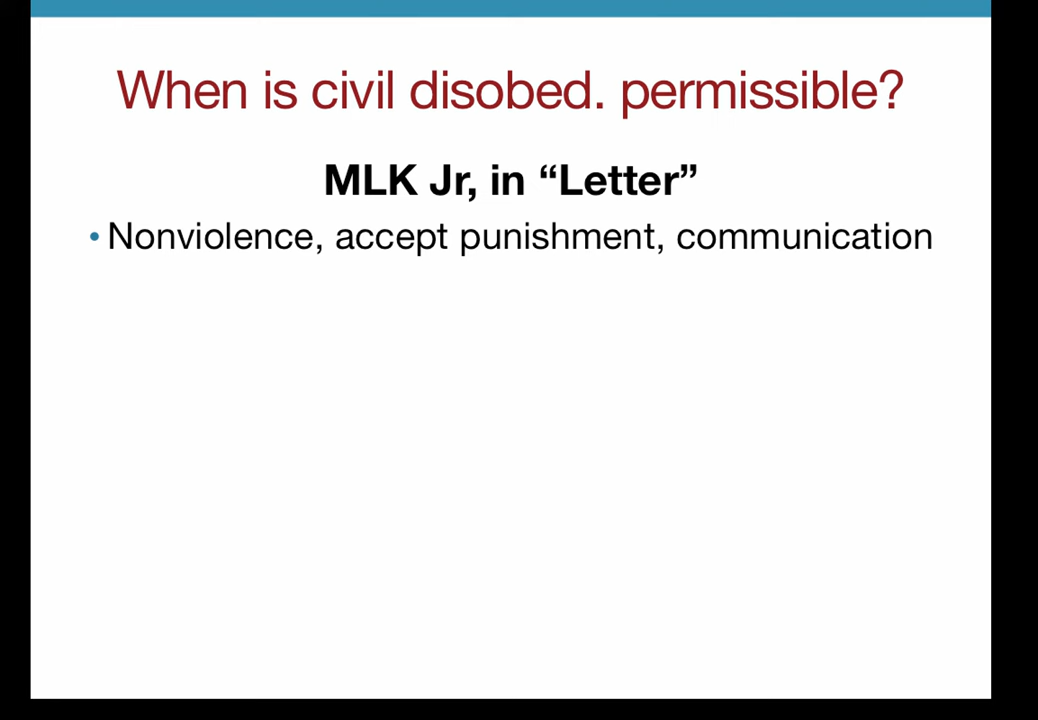 When is civil disobed. permissible?
MLK Jr, in “Letter”
• Nonviolence, accept punishment, communication